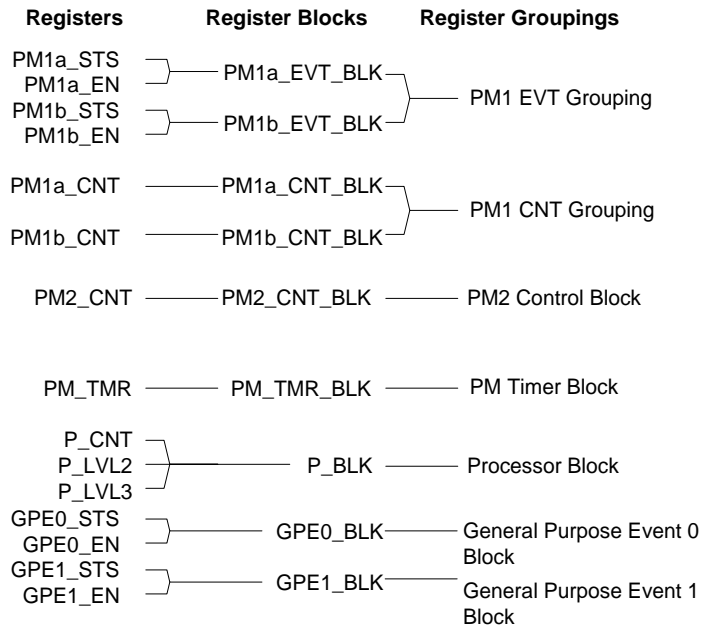 Registers Register Blocks Register Groupings
PM1a_STS
PM1a_EN
PM1a_EVT_BLK
PM1b_STS
PM1b_EN
PM1b_EVT_BLK
PM1 EVT Grouping
PM1a_CNT PM1a_CNT_BLK
PM1b_CNT PM1b_CNT_BLK
PM1 CNT Grouping
PM2_CNT PM2_CNT_BLK PM2 Control Block
PM_TMR PM_TMR_BLK PM Timer Block
P_CNT
P_LVL2
P_LVL3
P_BLK Processor Block
GPE0_STS
GPE0_EN
GPE0_BLK General Purpose Event 0
Block
GPE1_STS
GPE1_EN
GPE1_BLK General Purpose Event 1
Block